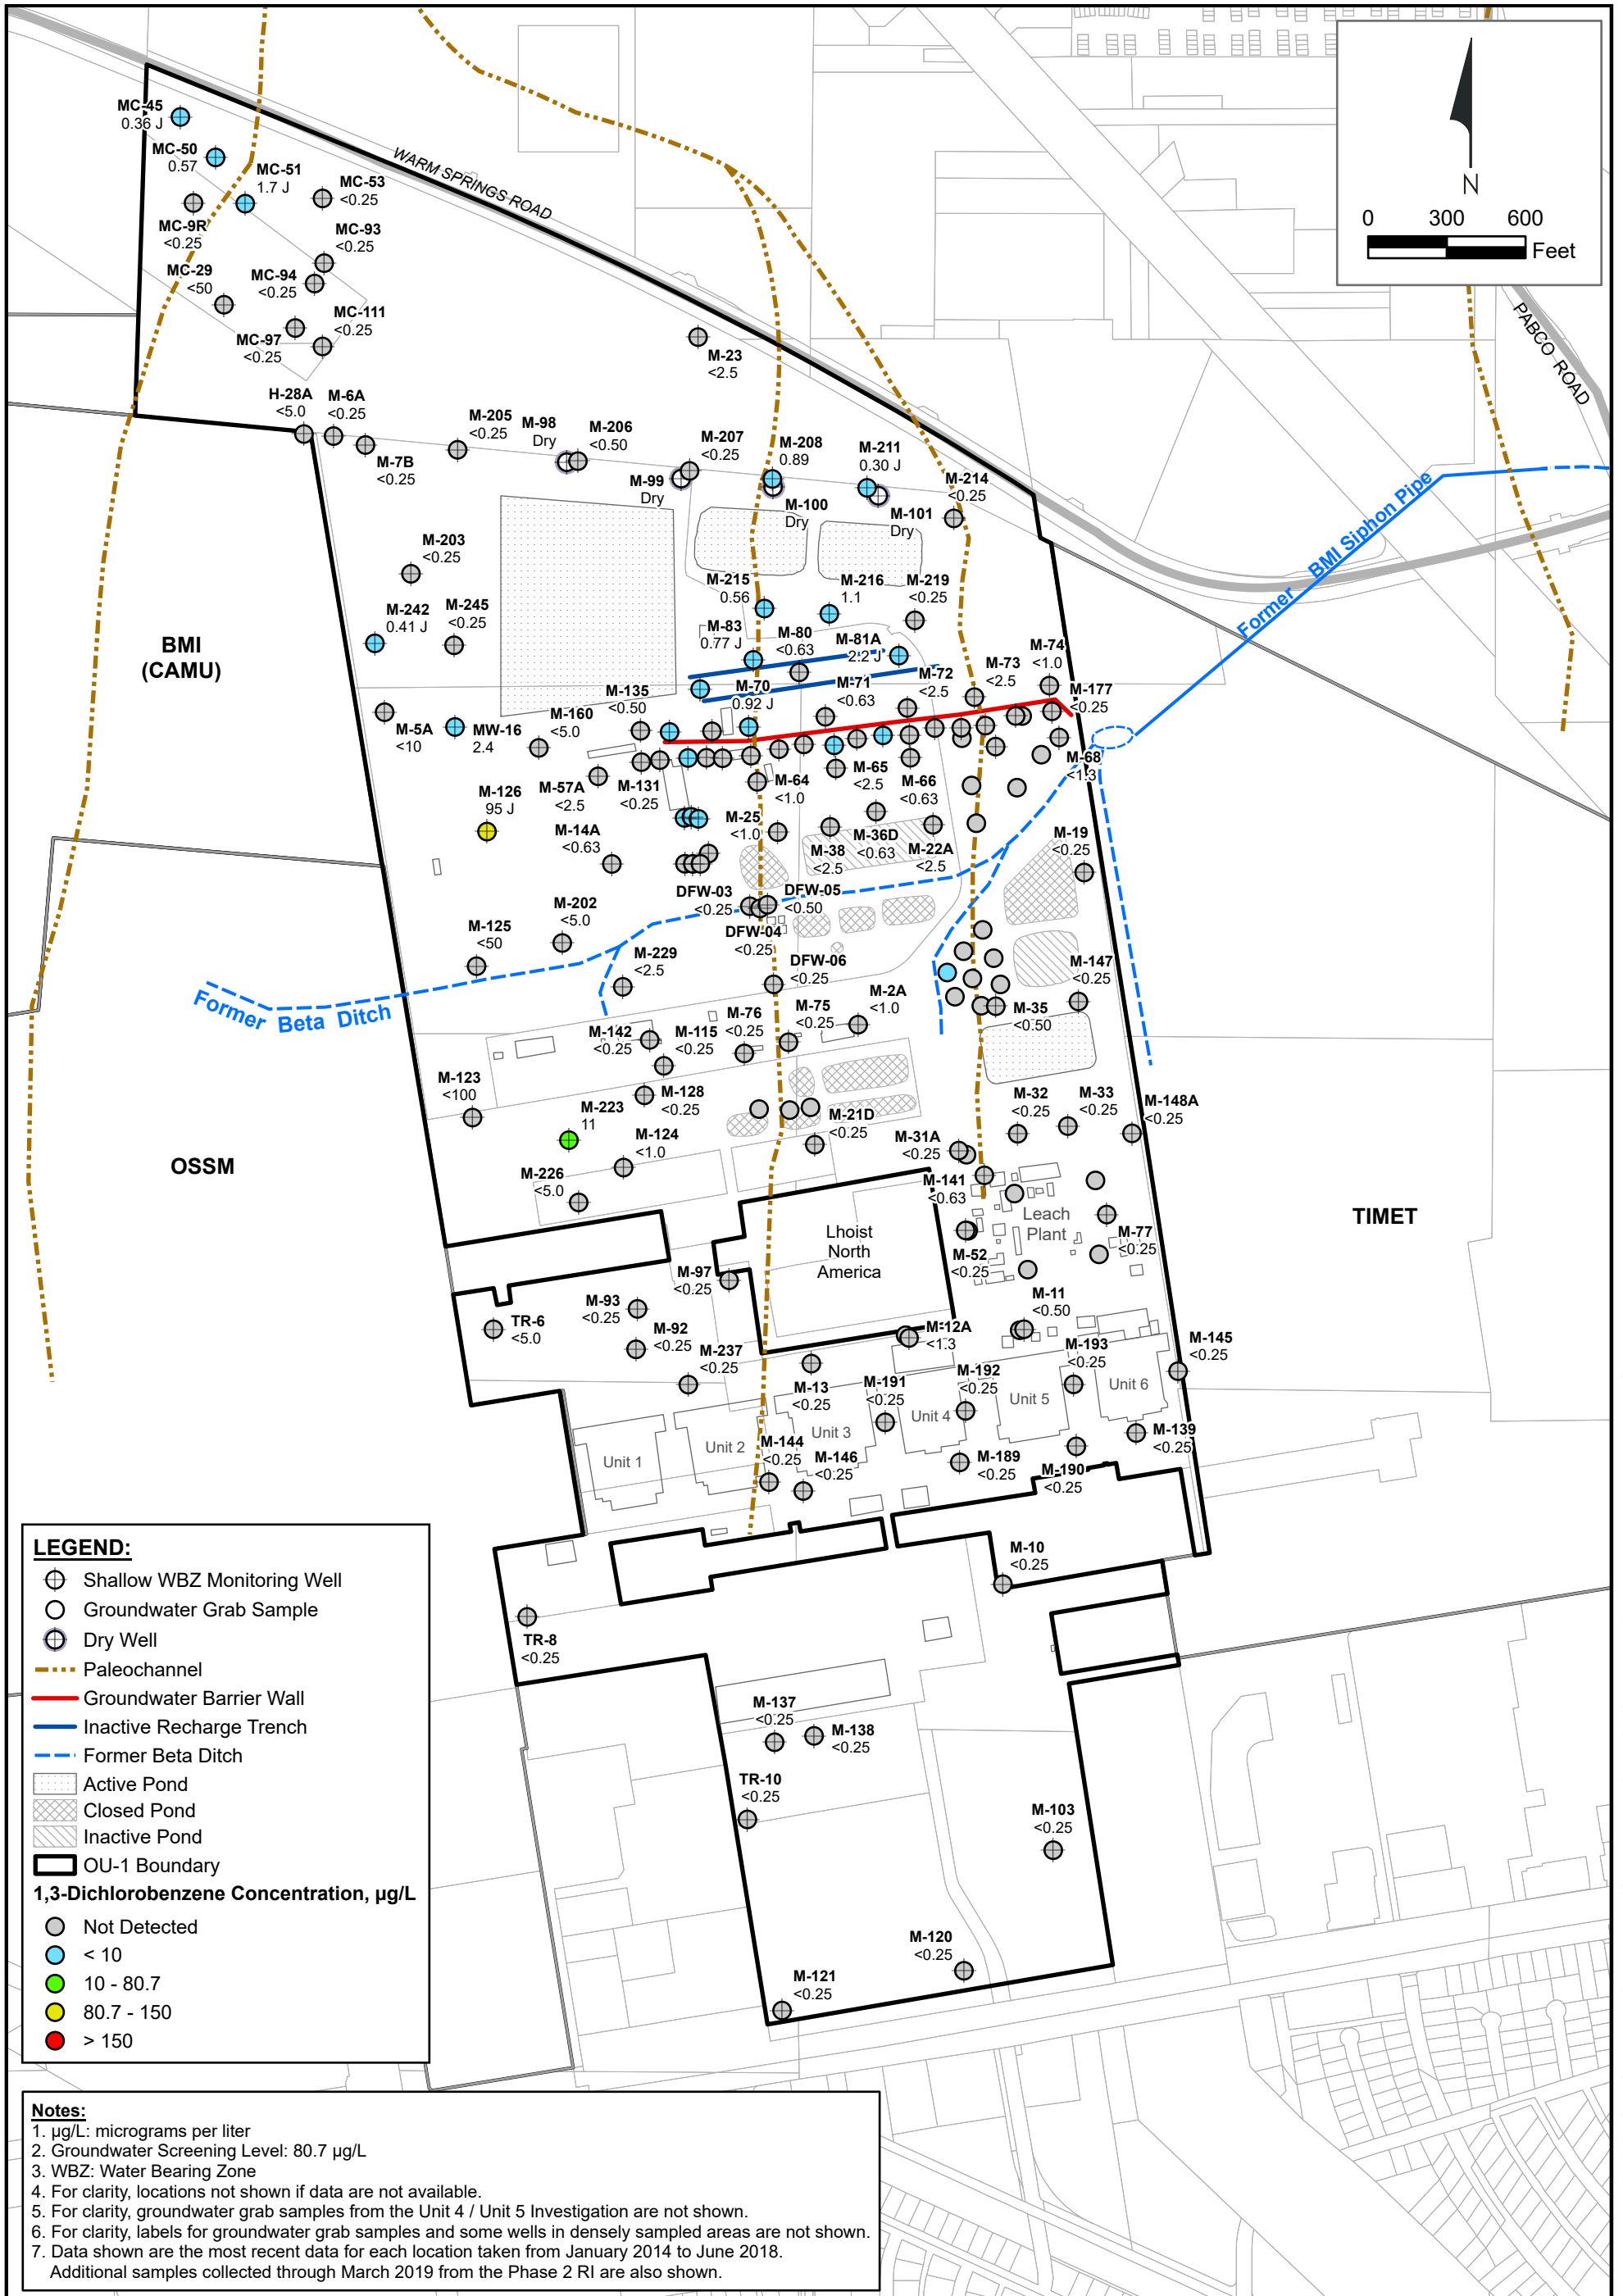 MC-45
0.36 J
MC-50
0.57
MC-51
1.7 J
MC-53
<0.25
MC-9R
<0.25
MC-93
<0.25
MC-29
<50
MC-94
<0.25
MC-111
<0.25
MC-97
<0.25
WARM SPRINGS ROAD
N
0 300 600
Feet
PABCO ROAD
M-23
<2.5
H-28A
<5.0
M-6A
<0.25
M-7B
<0.25
M-205
<0.25
M-98
Dry
M-206
<0.50
M-207
<0.25
M-99
Dry
M-208
0.89
M-100
Dry
M-211
0.30 J
M-101
Dry
M-214
<0.25
Former BMI Siphon Pipe
M-203
<0.25
M-242
0.41 J
M-245
<0.25
M-215
0.56
M-216
1.1
M-219
<0.25
BMI
(CAMU)
M-83
0.77 J
M-80
<0.63
M-81A
2.2 J
M-74
<1.0
M-73
<2.5
M-72
<2.5
M-71
<0.63
M-70
0.92 J
M-177
<0.25
M-135
<0.50
M-160
<5.0
M-5A
<10
MW-16
2.4
M-68
<1.3
M-57A
<2.5
M-131
<0.25
M-64
<1.0
M-65
<2.5
M-66
<0.63
M-126
95 J
M-14A
<0.63
M-25
<1.0
M-38
<2.5
M-36D
<0.63
M-22A
<2.5
M-19
<0.25
DFW-03
<0.25
DFW-05
<0.50
DFW-04
<0.25
M-202
<5.0
M-125
<50
M-229
<2.5
DFW-06
<0.25
M-147
<0.25
Former Beta Ditch
M-35
<0.50
M-2A
<1.0
M-75
<0.25
M-76
<0.25
M-142
<0.25
M-115
<0.25
M-123
<100
M-128
<0.25
M-223
11
M-124
<1.0
M-226
<5.0
M-21D
<0.25
M-32
<0.25
M-33
<0.25
M-148A
<0.25
M-31A
<0.25
M-141
<0.63
OSSM
TIMET
Leach
Plant
Lhoist
North
America
M-77
<0.25
M-52
<0.25
M-97
<0.25
M-93
<0.25
M-92
<0.25
TR-6
<5.0
M-11
<0.50
M-12A
<1.3
M-237
<0.25
M-13
<0.25
M-191
<0.25
M-192
<0.25
M-193
<0.25
M-145
<0.25
Unit 1
Unit 2
Unit 3
Unit 4
Unit 5
Unit 6
M-139
<0.25
M-144
<0.25
M-146
<0.25
M-189
<0.25
M-190
<0.25
M-10
<0.25
TR-8
<0.25
M-137
<0.25
M-138
<0.25
TR-10
<0.25
M-103
<0.25
M-120
<0.25
M-121
<0.25
LEGEND:
Shallow WBZ Monitoring Well
Groundwater Grab Sample
Dry Well
Paleochannel
Groundwater Barrier Wall
Inactive Recharge Trench
Former Beta Ditch
Active Pond
Closed Pond
Inactive Pond
OU-1 Boundary
1,3-Dichlorobenzene Concentration, µg/L
Not Detected
< 10
10 - 80.7
80.7 - 150
> 150
Notes:
1. µg/L: micrograms per liter
2. Groundwater Screening Level: 80.7 µg/L
3. WBZ: Water Bearing Zone
4. For clarity, locations not shown if data are not available.
5. For clarity, groundwater grab samples from the Unit 4 / Unit 5 Investigation are not shown.
6. For clarity, labels for groundwater grab samples and some wells in densely sampled areas are not shown.
7. Data shown are the most recent data for each location taken from January 2014 to June 2018.
Additional samples collected through March 2019 from the Phase 2 RI are also shown.